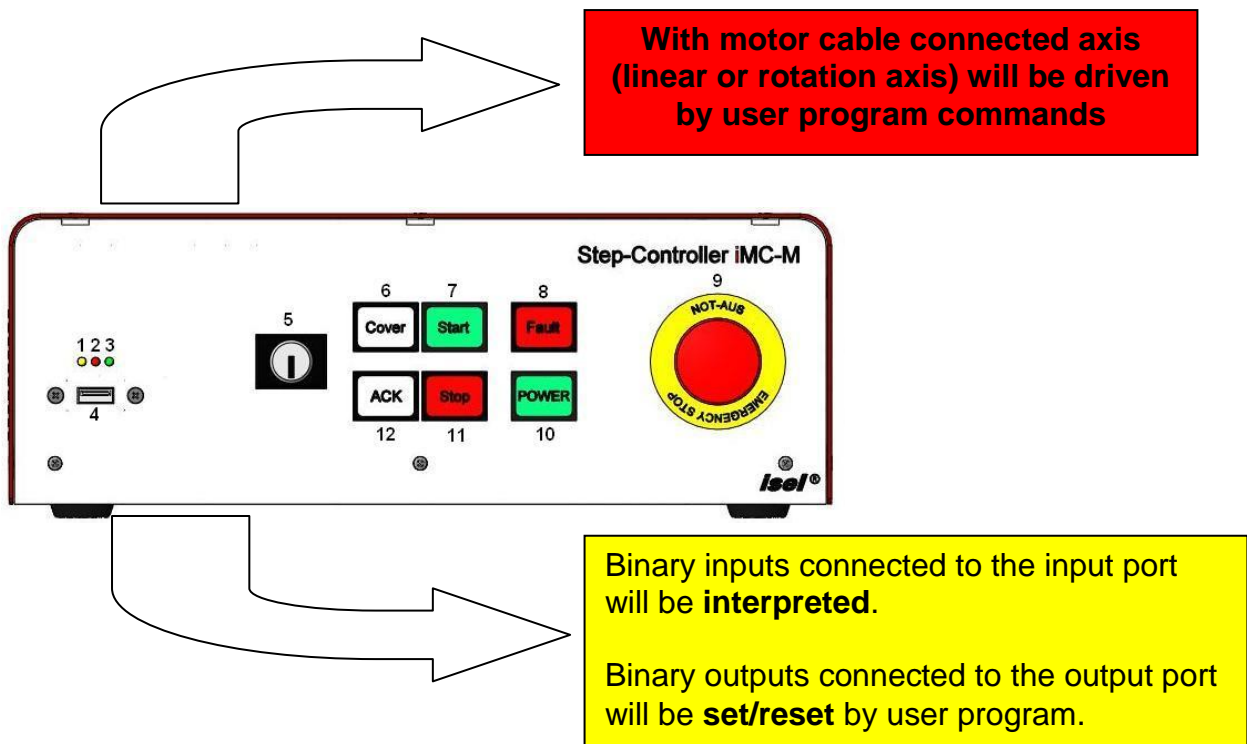 With motor cable connected axis
(linear or rotation axis) will be driven
by user program commands
Step-Controller iMC-M
6 7 8 9
5
Cover Start Fault
NOT-AUS
EMERGENCY STOP
1 2 3
4
ACK Stop POWER
12 11 10
isel®
Binary inputs connected to the input port
will be interpreted.
Binary outputs connected to the output port
will be set/reset by user program.